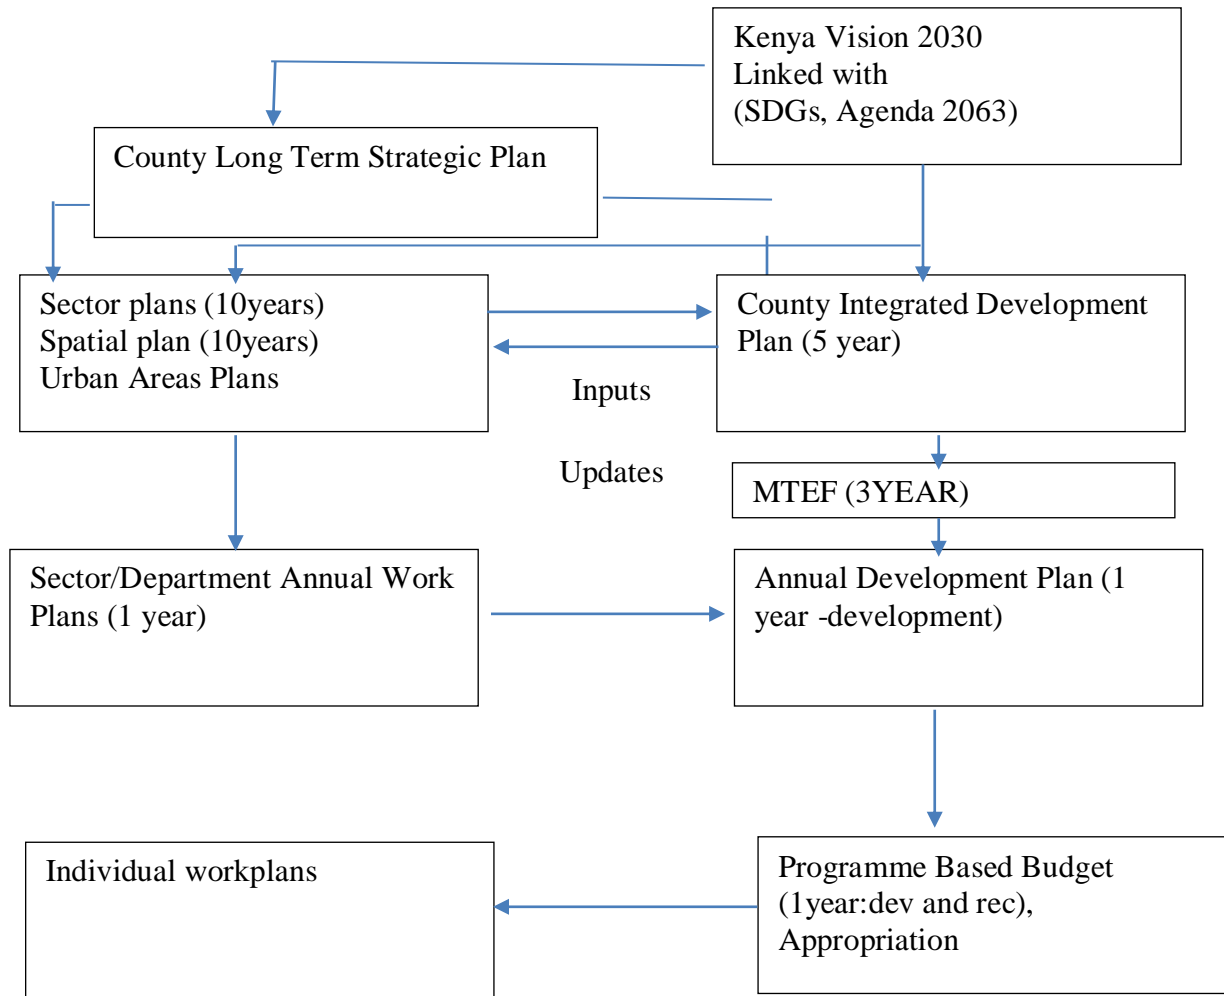 Kenya Vision 2030
Linked with
(SDGs, Agenda 2063)
County Long Term Strategic Plan
Sector plans (10years)
Spatial plan (10years)
Urban Areas Plans
County Integrated Development
Plan (5 year)
Inputs
Updates
MTEF (3YEAR)
Sector/Department Annual Work
Plans (1 year)
Annual Development Plan (1
year -development)
Individual workplans
Programme Based Budget
(1year:dev and rec),
Appropriation